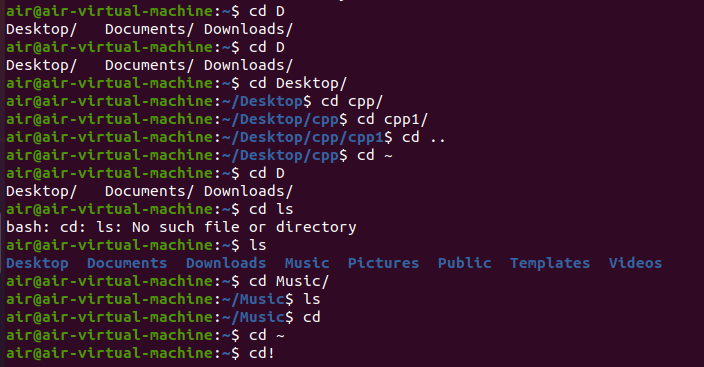 air@air-virtual-machine:~$ cd D
Desktop/   Documents/ Downloads/
air@air-virtual-machine:~$ cd D
Desktop/   Documents/ Downloads/
air@air-virtual-machine:~$ cd Desktop/
air@air-virtual-machine:~/Desktop$ cd cpp/
air@air-virtual-machine:~/Desktop/cpp$ cd cpp1/
air@air-virtual-machine:~/Desktop/cpp/cpp1$ cd ..
air@air-virtual-machine:~/Desktop/cpp$ cd ~
air@air-virtual-machine:~$ cd D
Desktop/   Documents/ Downloads/
air@air-virtual-machine:~$ cd ls
bash: cd: ls: No such file or directory
air@air-virtual-machine:~$ ls
Desktop  Documents  Downloads  Music  Pictures  Public  Templates  Videos
air@air-virtual-machine:~$ cd Music/
air@air-virtual-machine:~/Music$ ls
air@air-virtual-machine:~/Music$ cd
air@air-virtual-machine:~$ cd ~
air@air-virtual-machine:~$ cd!